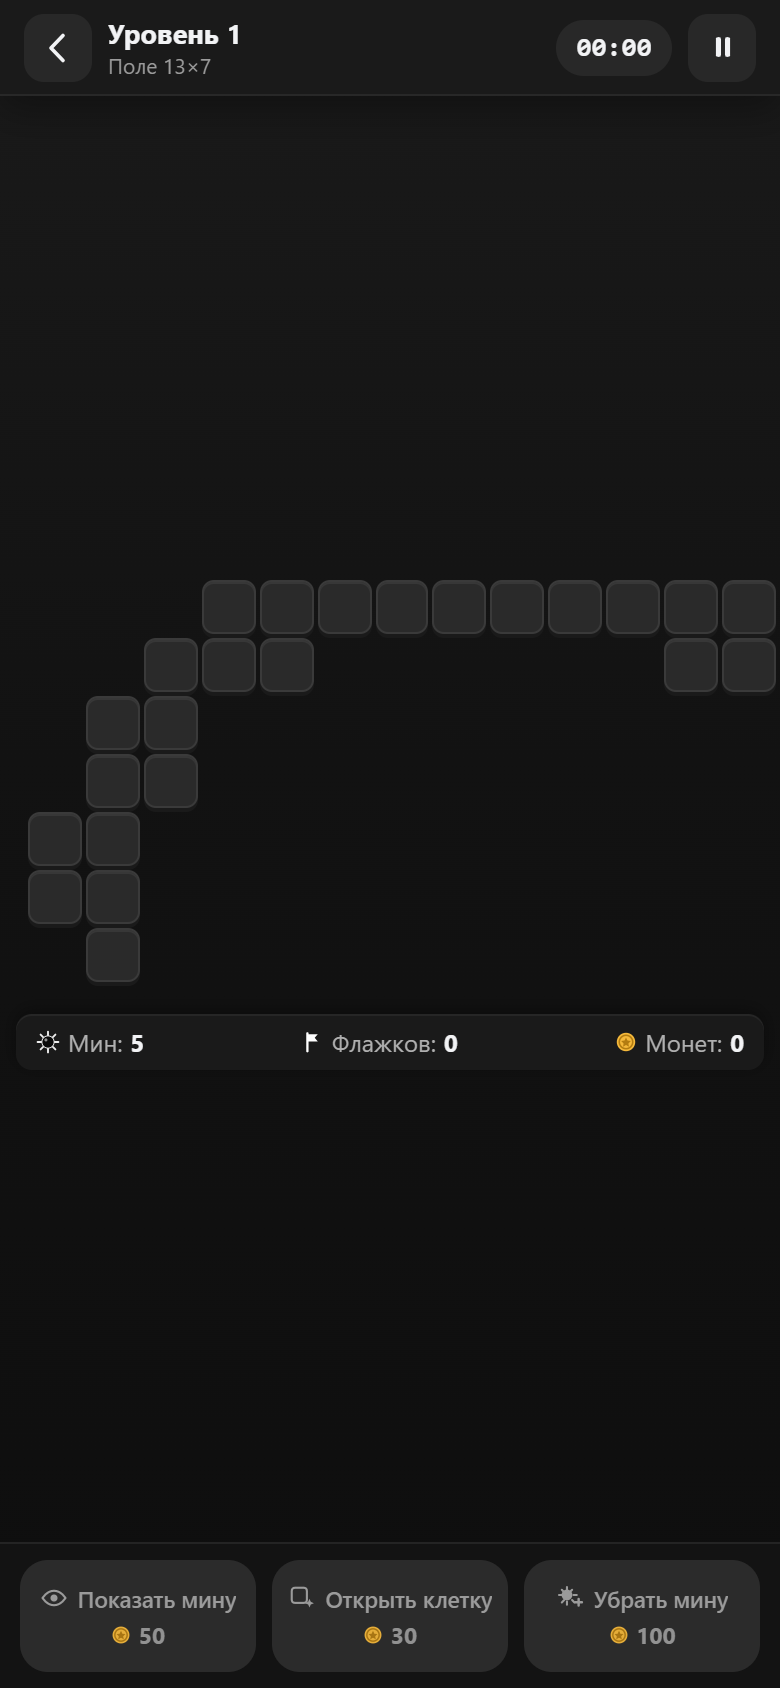 Уровень 1
Поле 13×7
00:00
Мин: 5
Флажков: 0
Монет: 0
Показать мину
50
Открыть клетку
30
Убрать мину
100